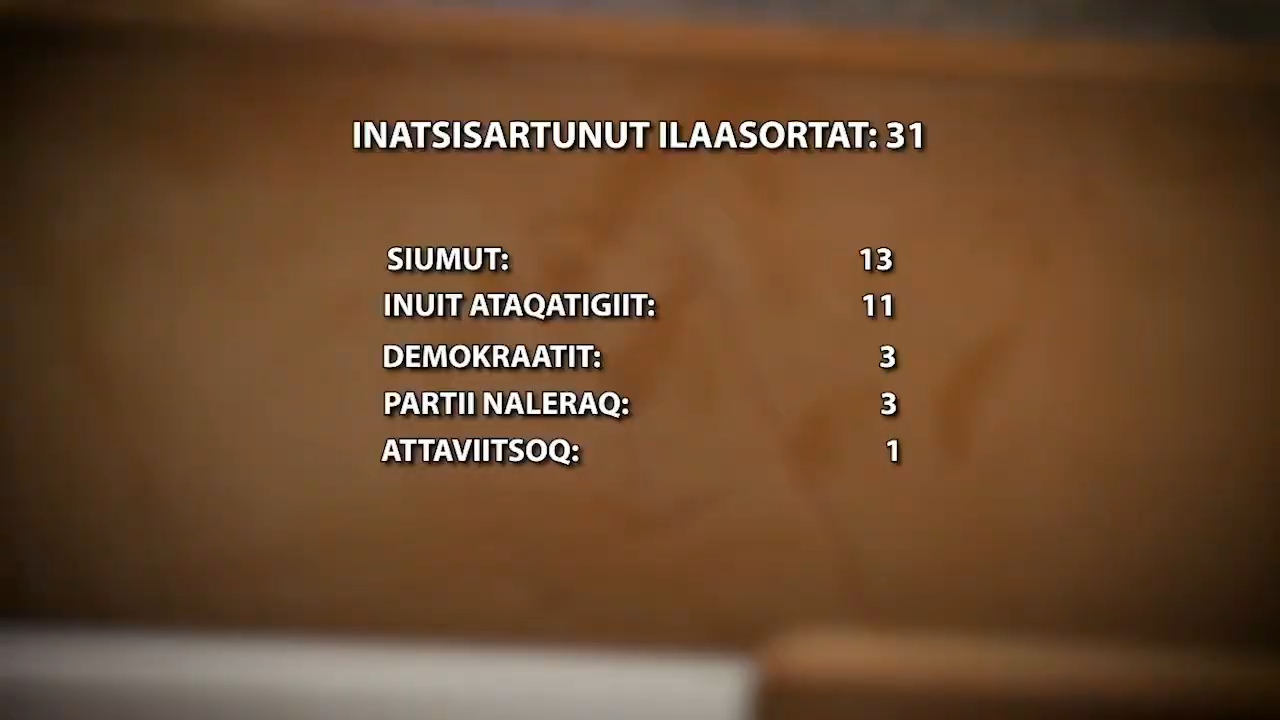 INATSISARTUNUT ILAASORTAT: 31
SIUMUT: 13
INUIT ATAQATIGIIT: 11
DEMOKRAATIT: 3
PARTII NALERAQ: 3
ATTAVIITSOQ: 1